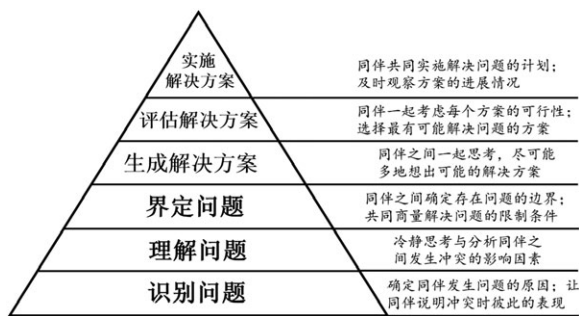 实施
解决方案
同伴共同实施解决问题的计划；
及时观察方案的进展情况
评估解决方案
同伴一起考虑每个方案的可行性；
选择最有可能解决问题的方案
生成解决方案
同伴之间一起思考，尽可能
多地想出可能的解决方案
界定问题
同伴之间确定存在问题的边界；
共同商量解决问题的限制条件
理解问题
冷静思考与分析同伴之
间发生冲突的影响因素
识别问题
确定同伴发生问题的原因；让
同伴说明冲突时彼此的表现